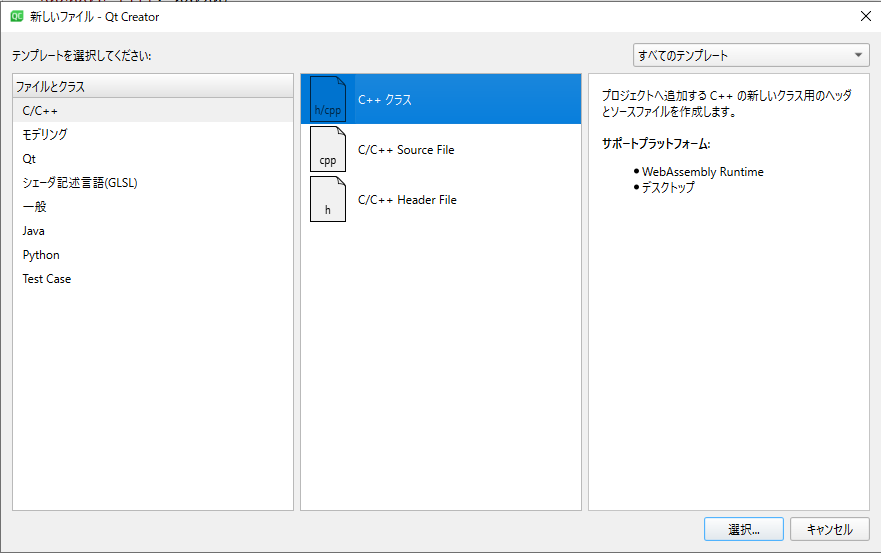 新しいファイル - Qt Creator
テンプレートを選択してください:
すべてのテンプレート
ファイルとクラス
C/C++
モデリング
Qt
シェーダ記述言語(GLSL)
一般
Java
Python
Test Case
h/cpp
C++ クラス
cpp
C/C++ Source File
h
C/C++ Header File
プロジェクトへ追加する C++ の新しいクラス用のヘッダ
とソースファイルを作成します。
サポートプラットフォーム:
● WebAssembly Runtime
● デスクトップ
選択...
キャンセル